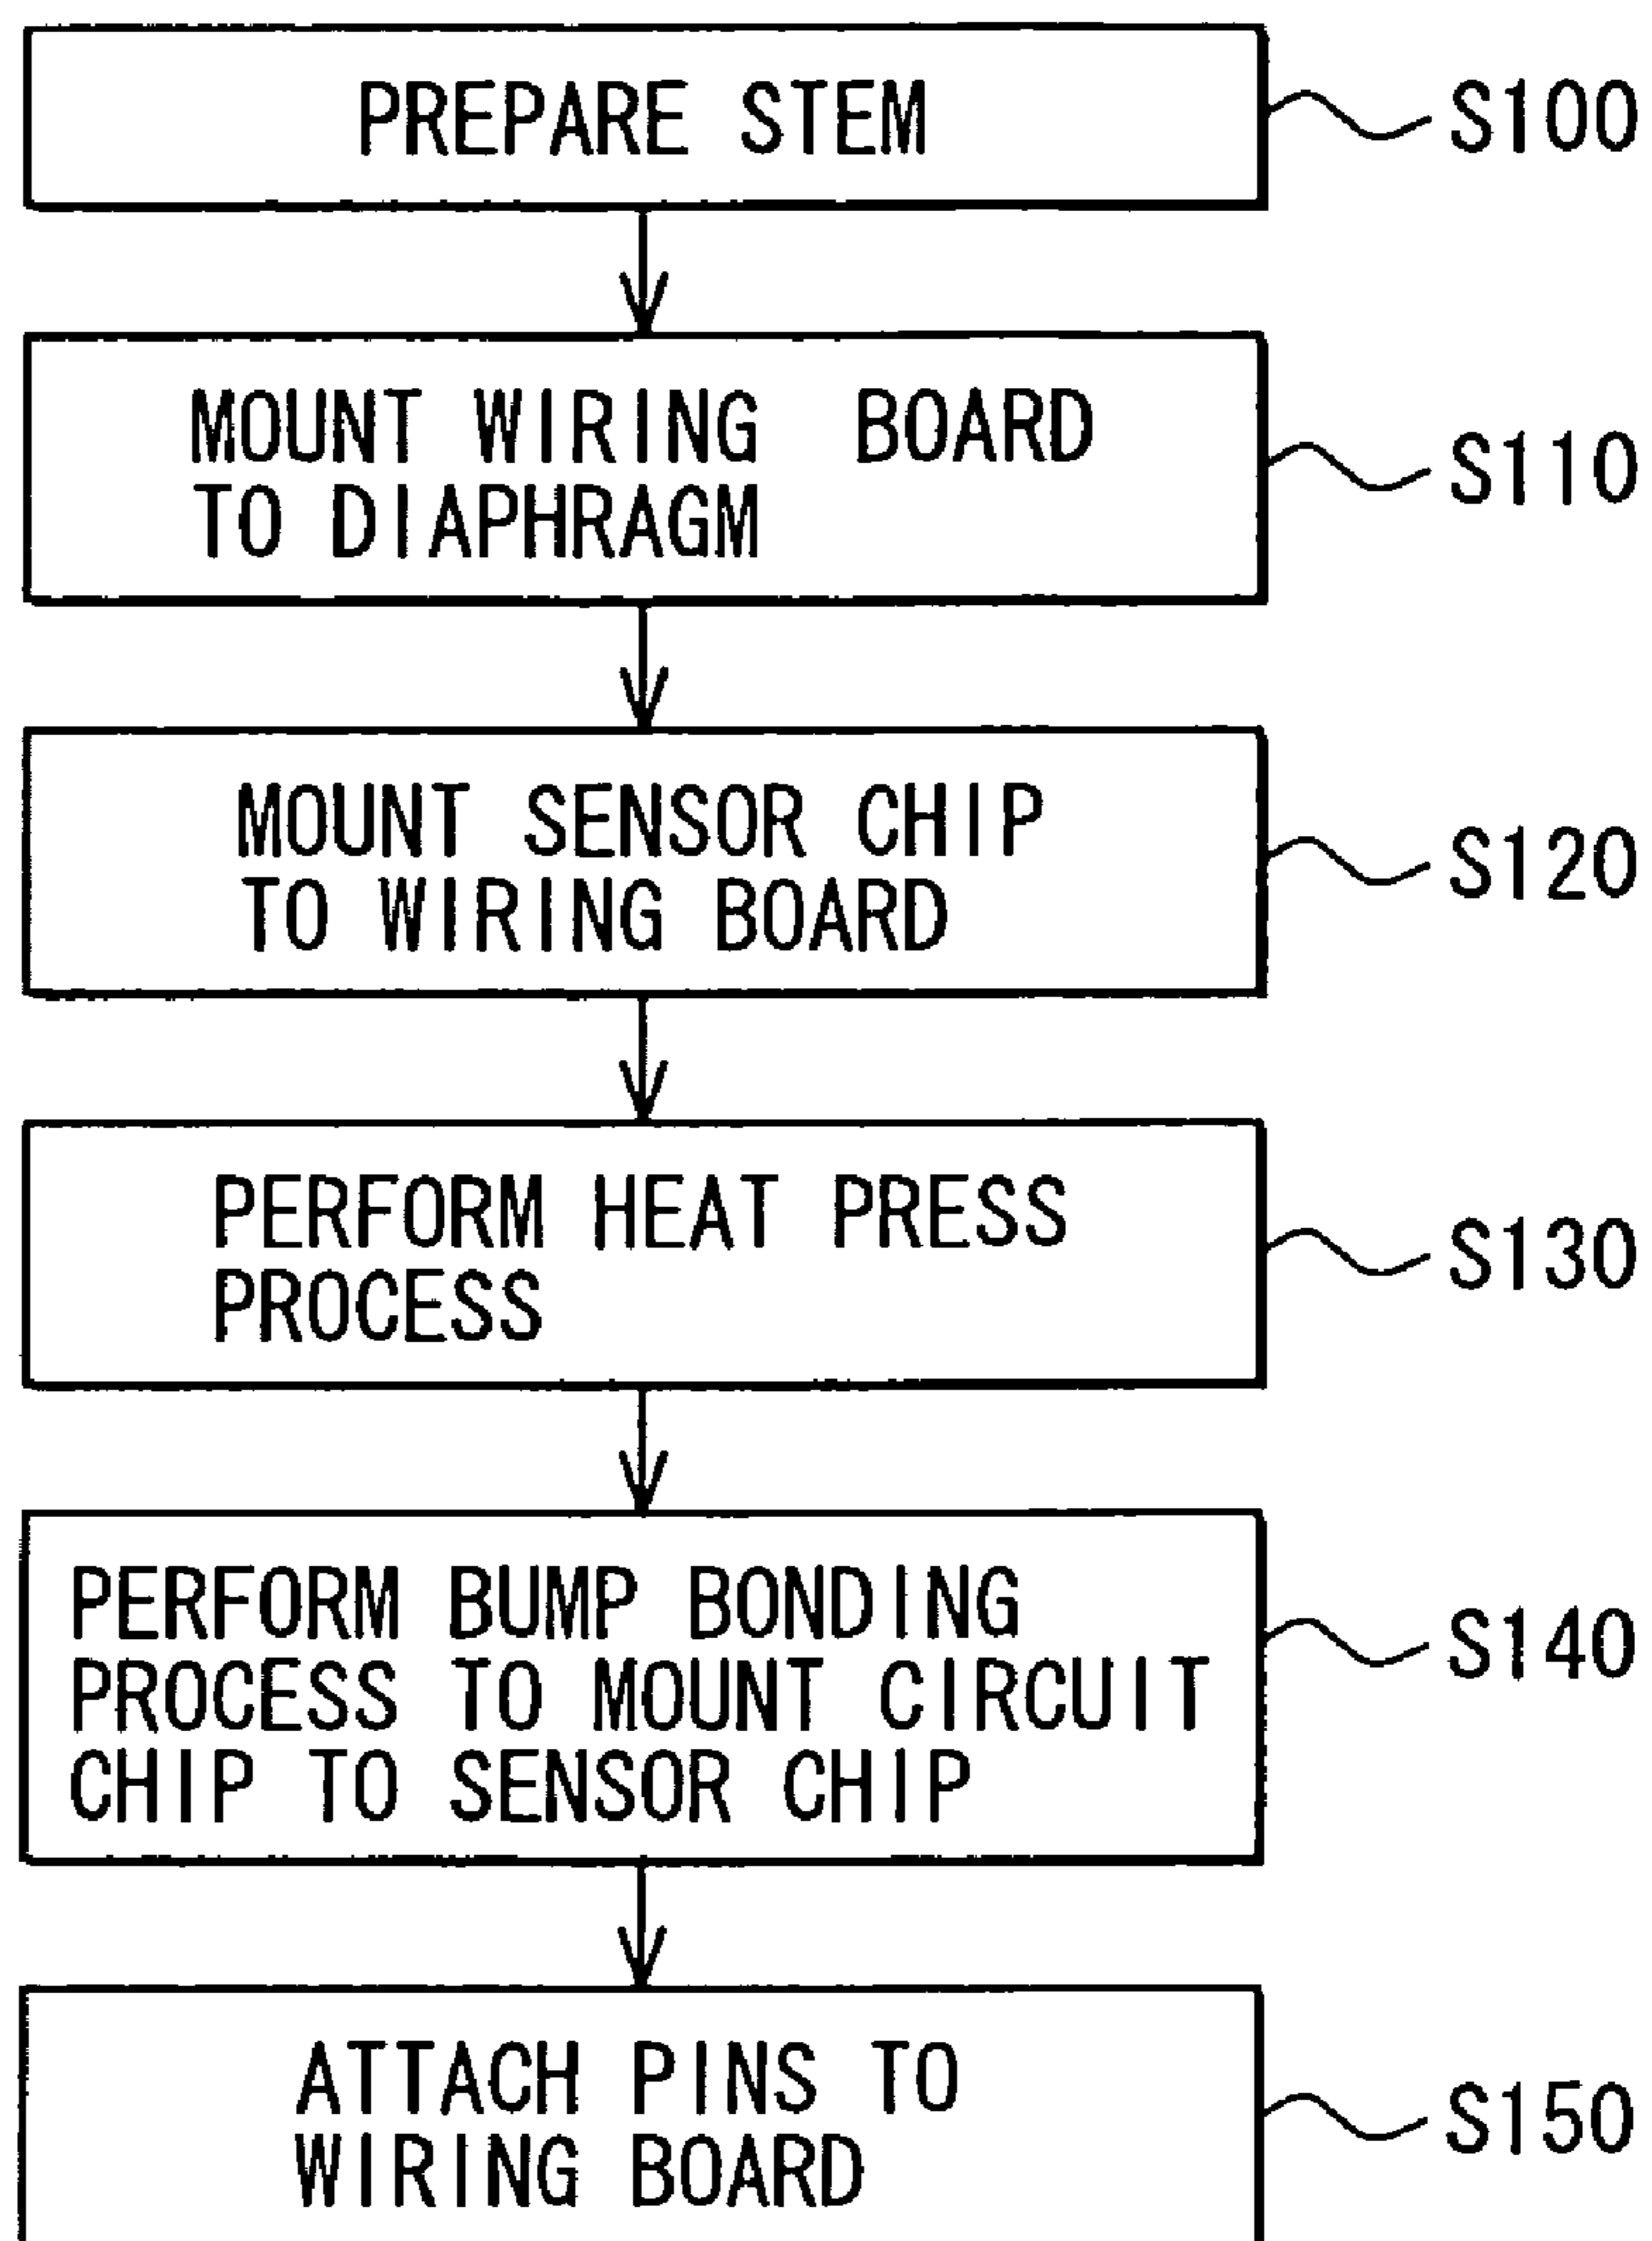 PREPARE STEM
S100
MOUNT WIRING BOARD
TO DIAPHRAGM
S110
MOUNT SENSOR CHIP
TO WIRING BOARD
S120
PERFORM HEAT PRESS
PROCESS
S130
PERFORM BUMP BONDING
PROCESS TO MOUNT CIRCUIT
CHIP TO SENSOR CHIP
S140
ATTACH PINS TO
WIRING BOARD
S150